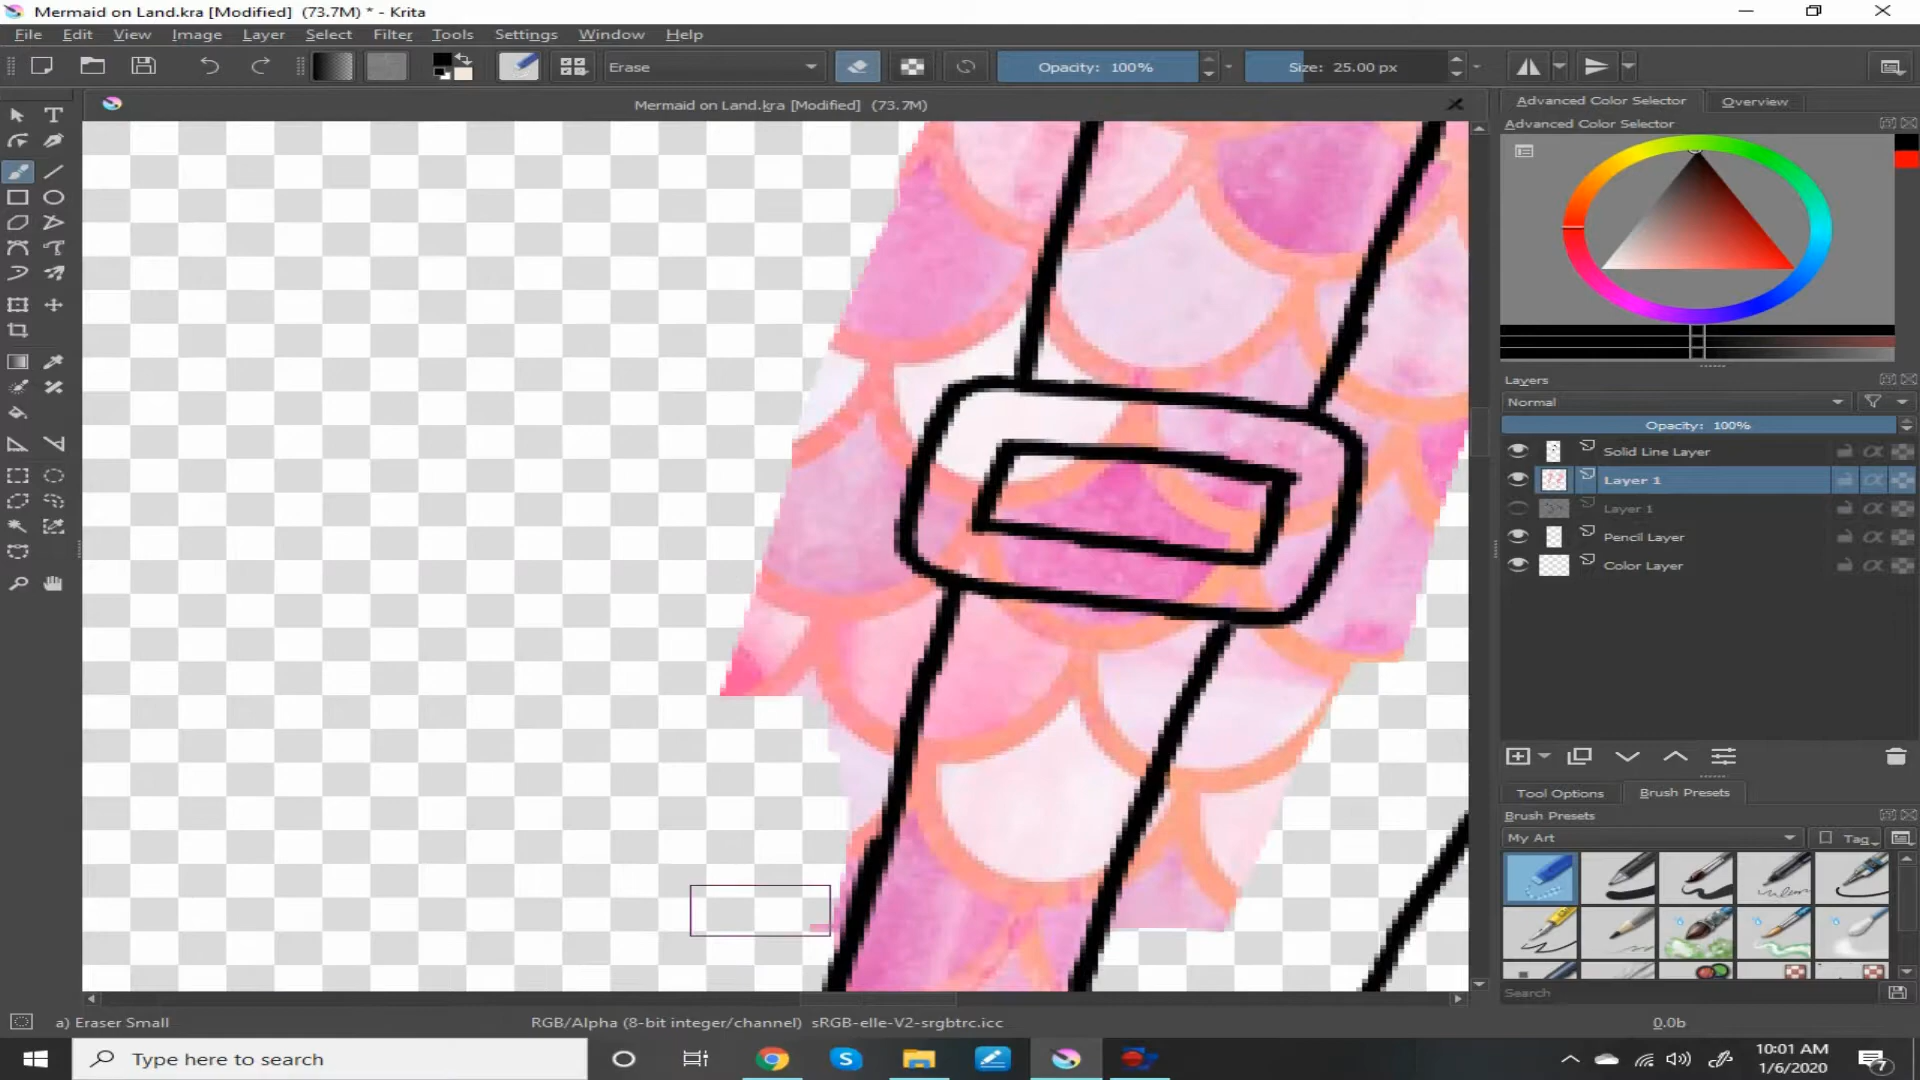 Mermaid on Land.kra [Modified]  (73.7M) * - Krita
File Edit View Image Layer Select Filter Tools Settings Window Help
Erase
Opacity: 100%
Size: 25.00 px
Mermaid on Land.kra [Modified]  (73.7M)
Advanced Color Selector
Overview
Advanced Color Selector
Layers
Normal
Opacity: 100%
Solid Line Layer
Layer 1
Layer 1
Pencil Layer
Color Layer
Tool Options
Brush Presets
Brush Presets
My Art
Tag
Search
a) Eraser Small
RGB/Alpha (8-bit integer/channel)  sRGB-elle-V2-srgbtrc.icc
0.0b
Type here to search
10:01 AM
1/6/2020
7